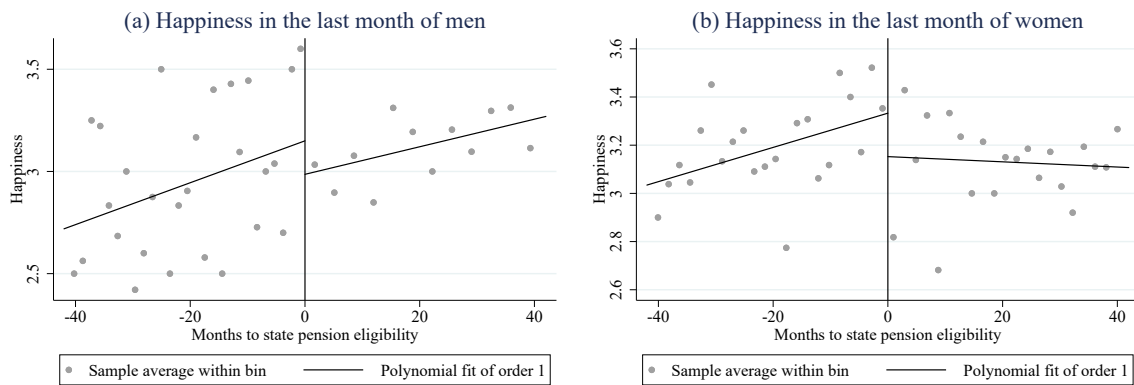 (a) Happiness in the last month of men
Happiness
3.5
3
2.5
-40 -20 0 20 40
Months to state pension eligibility
Sample average within bin Polynomial fit of order 1
(b) Happiness in the last month of women
Happiness
3.6
3.4
3.2
3
2.8
2.6
-40 -20 0 20 40
Months to state pension eligibility
Sample average within bin Polynomial fit of order 1